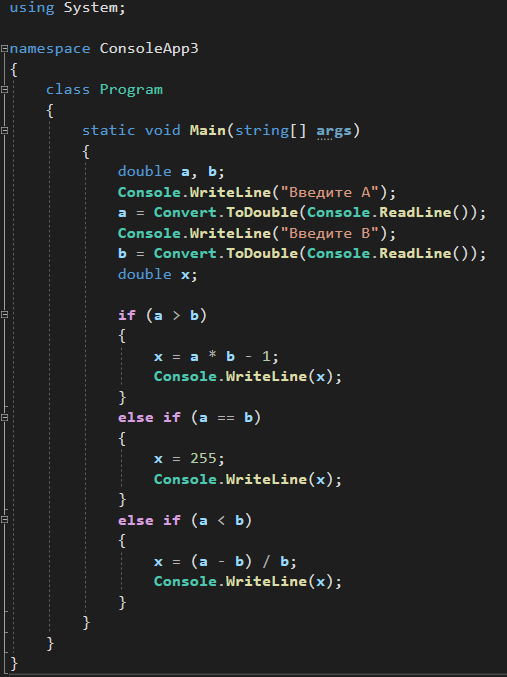 using System;
namespace ConsoleApp3
{
class Program
{
static void Main(string[] args)
{
double a, b;
Console.WriteLine("Введите A");
a = Convert.ToDouble(Console.ReadLine());
Console.WriteLine("Введите B");
b = Convert.ToDouble(Console.ReadLine());
double x;
if (a > b)
{
x = a * b - 1;
Console.WriteLine(x);
}
else if (a == b)
{
x = 255;
Console.WriteLine(x);
}
else if (a < b)
{
x = (a - b) / b;
Console.WriteLine(x);
}
}
}
}